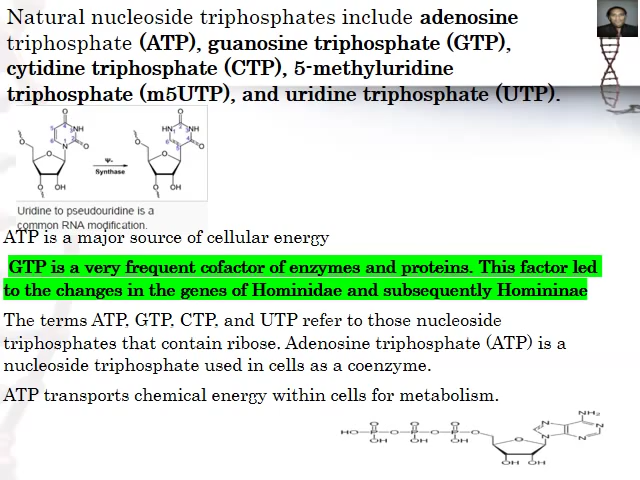 Natural nucleoside triphosphates include adenosine
triphosphate (ATP), guanosine triphosphate (GTP),
cytidine triphosphate (CTP), 5-methyluridine
triphosphate (m5UTP), and uridine triphosphate (UTP).
Synthase
Uridine to pseudouridine is a
common RNA modification.
ATP is a major source of cellular energy
GTP is a very frequent cofactor of enzymes and proteins. This factor led
to the changes in the genes of Hominidae and subsequently Homininae
The terms ATP, GTP, CTP, and UTP refer to those nucleoside
triphosphates that contain ribose. Adenosine triphosphate (ATP) is a
nucleoside triphosphate used in cells as a coenzyme.
ATP transports chemical energy within cells for metabolism.